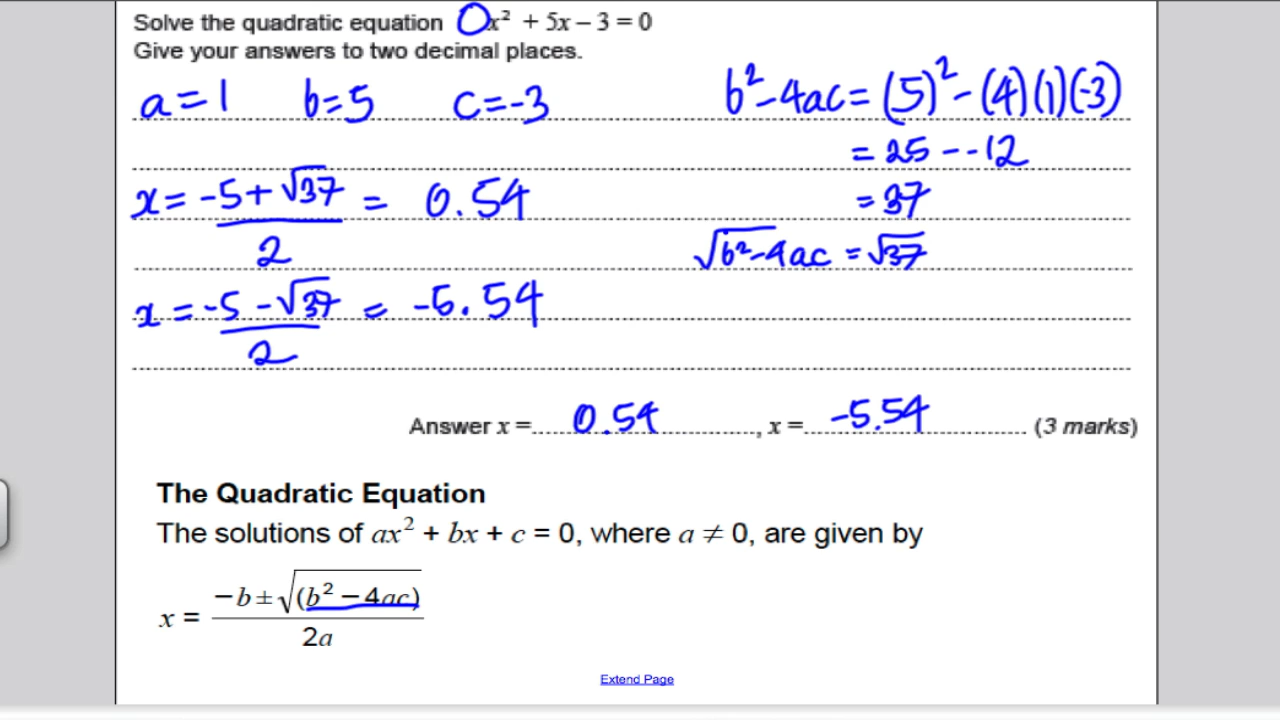 Solve the quadratic equation x² + 5x − 3 = 0
Give your answers to two decimal places.
a = 1 b = 5 c = -3
b² - 4ac = (5)² - (4)(1)(-3)
= 25 - - 12
= 37
√b² - 4ac = √37
x = -5 + √37 / 2 = 0.54
x = -5 - √37 / 2 = -5.54
Answer x = 0.54 , x = -5.54 (3 marks)
The Quadratic Equation
The solutions of ax² + bx + c = 0, where a ≠ 0, are given by
x = −b ± √(b² − 4ac) / 2a
Extend Page